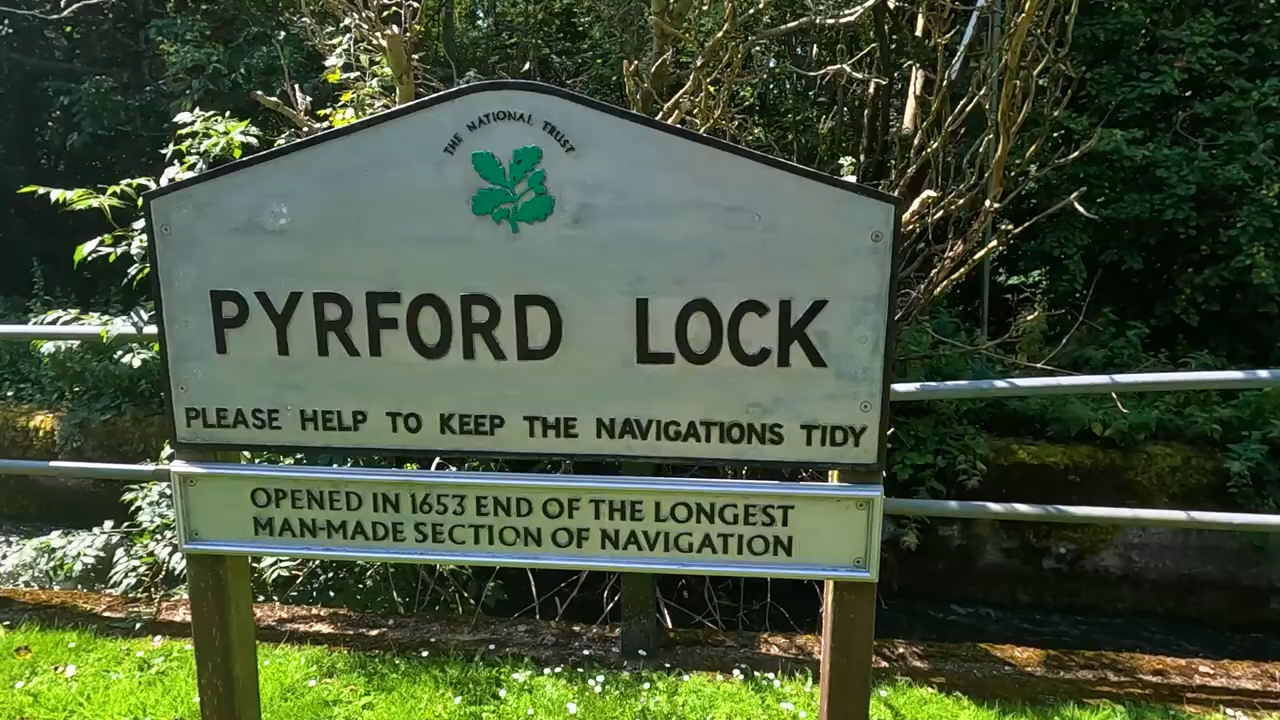 THE NATIONAL TRUST
PYRFORD LOCK
PLEASE HELP TO KEEP THE NAVIGATIONS TIDY
OPENED IN 1653 END OF THE LONGEST
MAN-MADE SECTION OF NAVIGATION